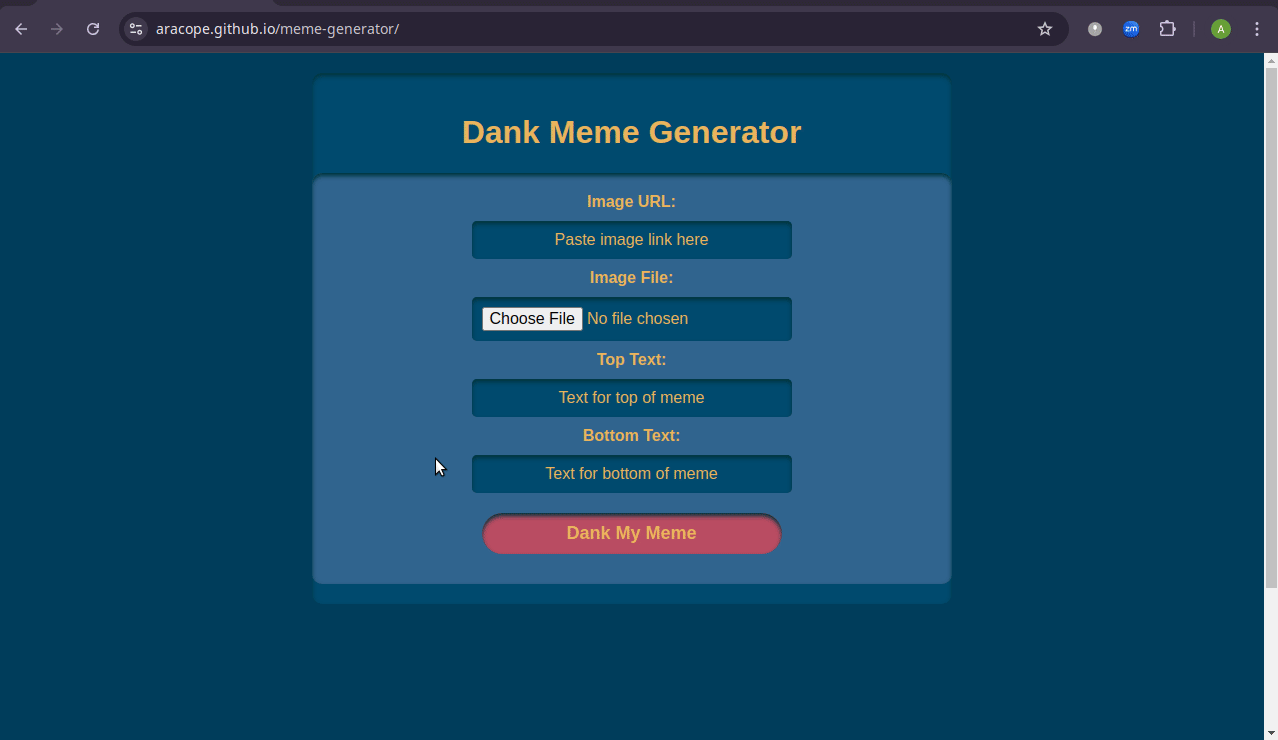 aracope.github.io/meme-generator/
zm
A
Dank Meme Generator
Image URL:
Paste image link here
Image File:
Choose File No file chosen
Top Text:
Text for top of meme
Bottom Text:
Text for bottom of meme
Dank My Meme